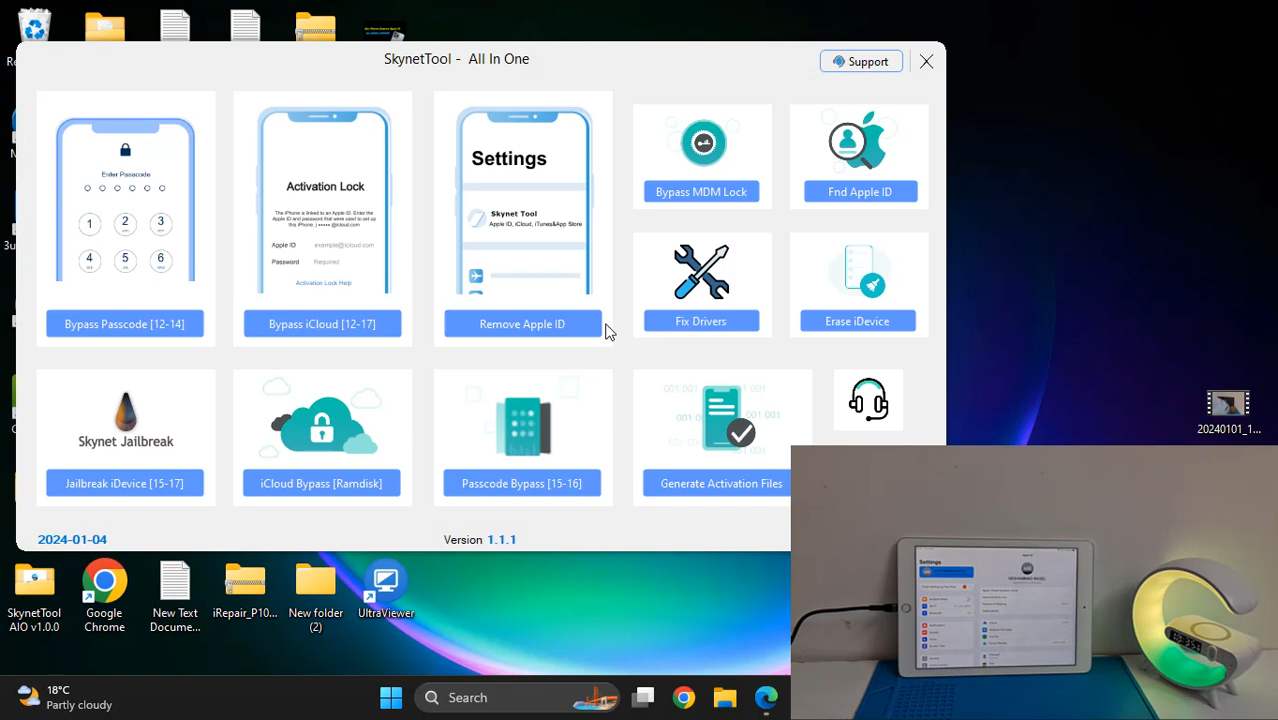 SkynetTool - All In One
Support
Enter Passcode
1 2 3
4 5 6
Bypass Passcode [12-14]
Activation Lock
The iPhone is linked to an Apple ID. Enter the
Apple ID and password that were used to set up
this iPhone. j ••••• @icloud.com
Apple ID example@icloud.com
Password Required
Activation Lock Help
Bypass iCloud [12-17]
Settings
Skynet Tool
Apple ID, iCloud, iTunes&App Store
Remove Apple ID
Bypass MDM Lock
Fnd Apple ID
Fix Drivers
Erase iDevice
Skynet Jailbreak
Jailbreak iDevice [15-17]
iCloud Bypass [Ramdisk]
Passcode Bypass [15-16]
Generate Activation Files
2024-01-04
Version 1.1.1
20240101_1...
SkynetTool
AIO v1.0.0
Google
Chrome
New Text
Docume...
iRepair_P10...
New folder
(2)
UltraViewer
18°C
Partly cloudy
Search
Settings